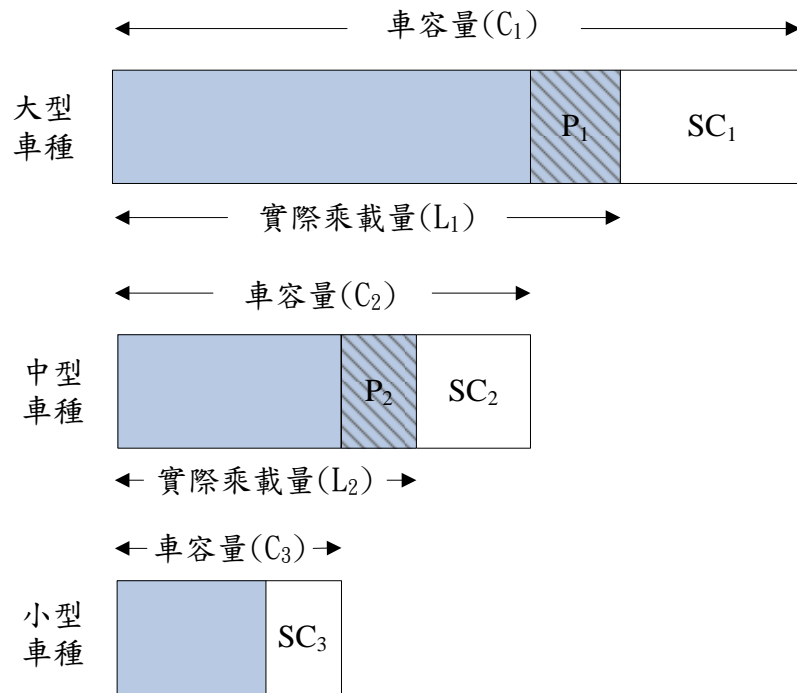 車容量(C₁)
大型
車種
P₁
SC₁
實際乘載量(L₁)
車容量(C₂)
中型
車種
P₂
SC₂
實際乘載量(L₂)
車容量(C₃)
小型
車種
SC₃